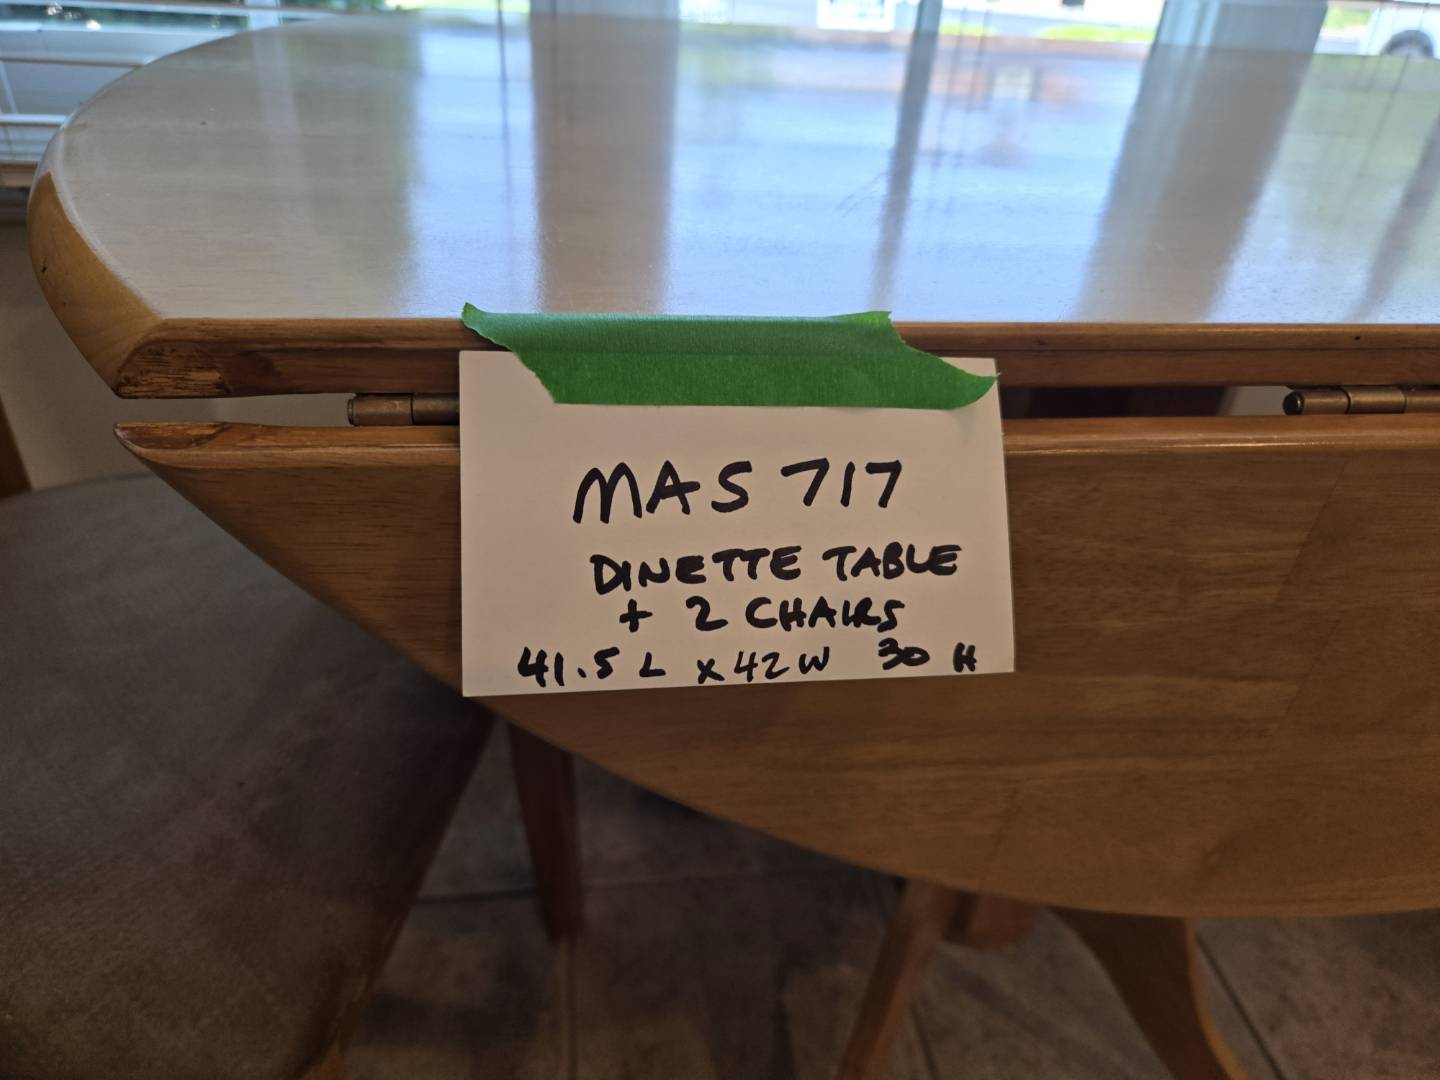 MAS 717
DINETTE TABLE
+ 2 CHAIRS
41.5 L x 42 W 30 H